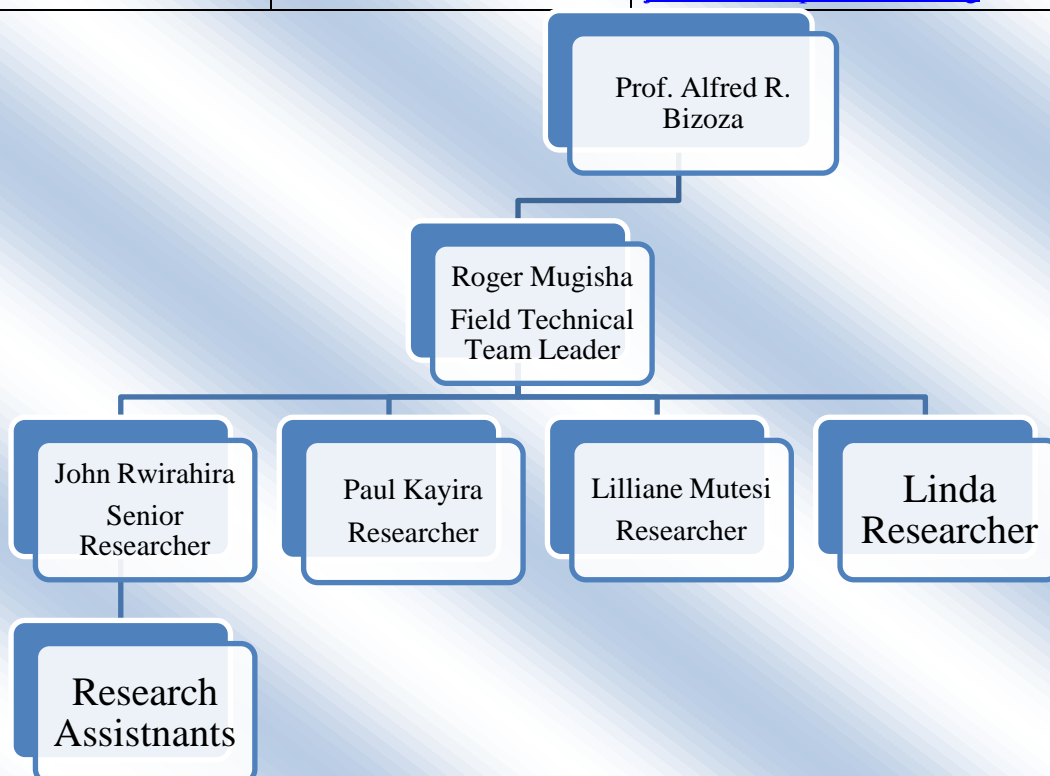 Prof. Alfred R.
Bizoza
Roger Mugisha
Field Technical
Team Leader
John Rwirahira
Senior
Researcher
Paul Kayira
Researcher
Lilliane Mutesi
Researcher
Linda
Researcher
Research
Assistnants